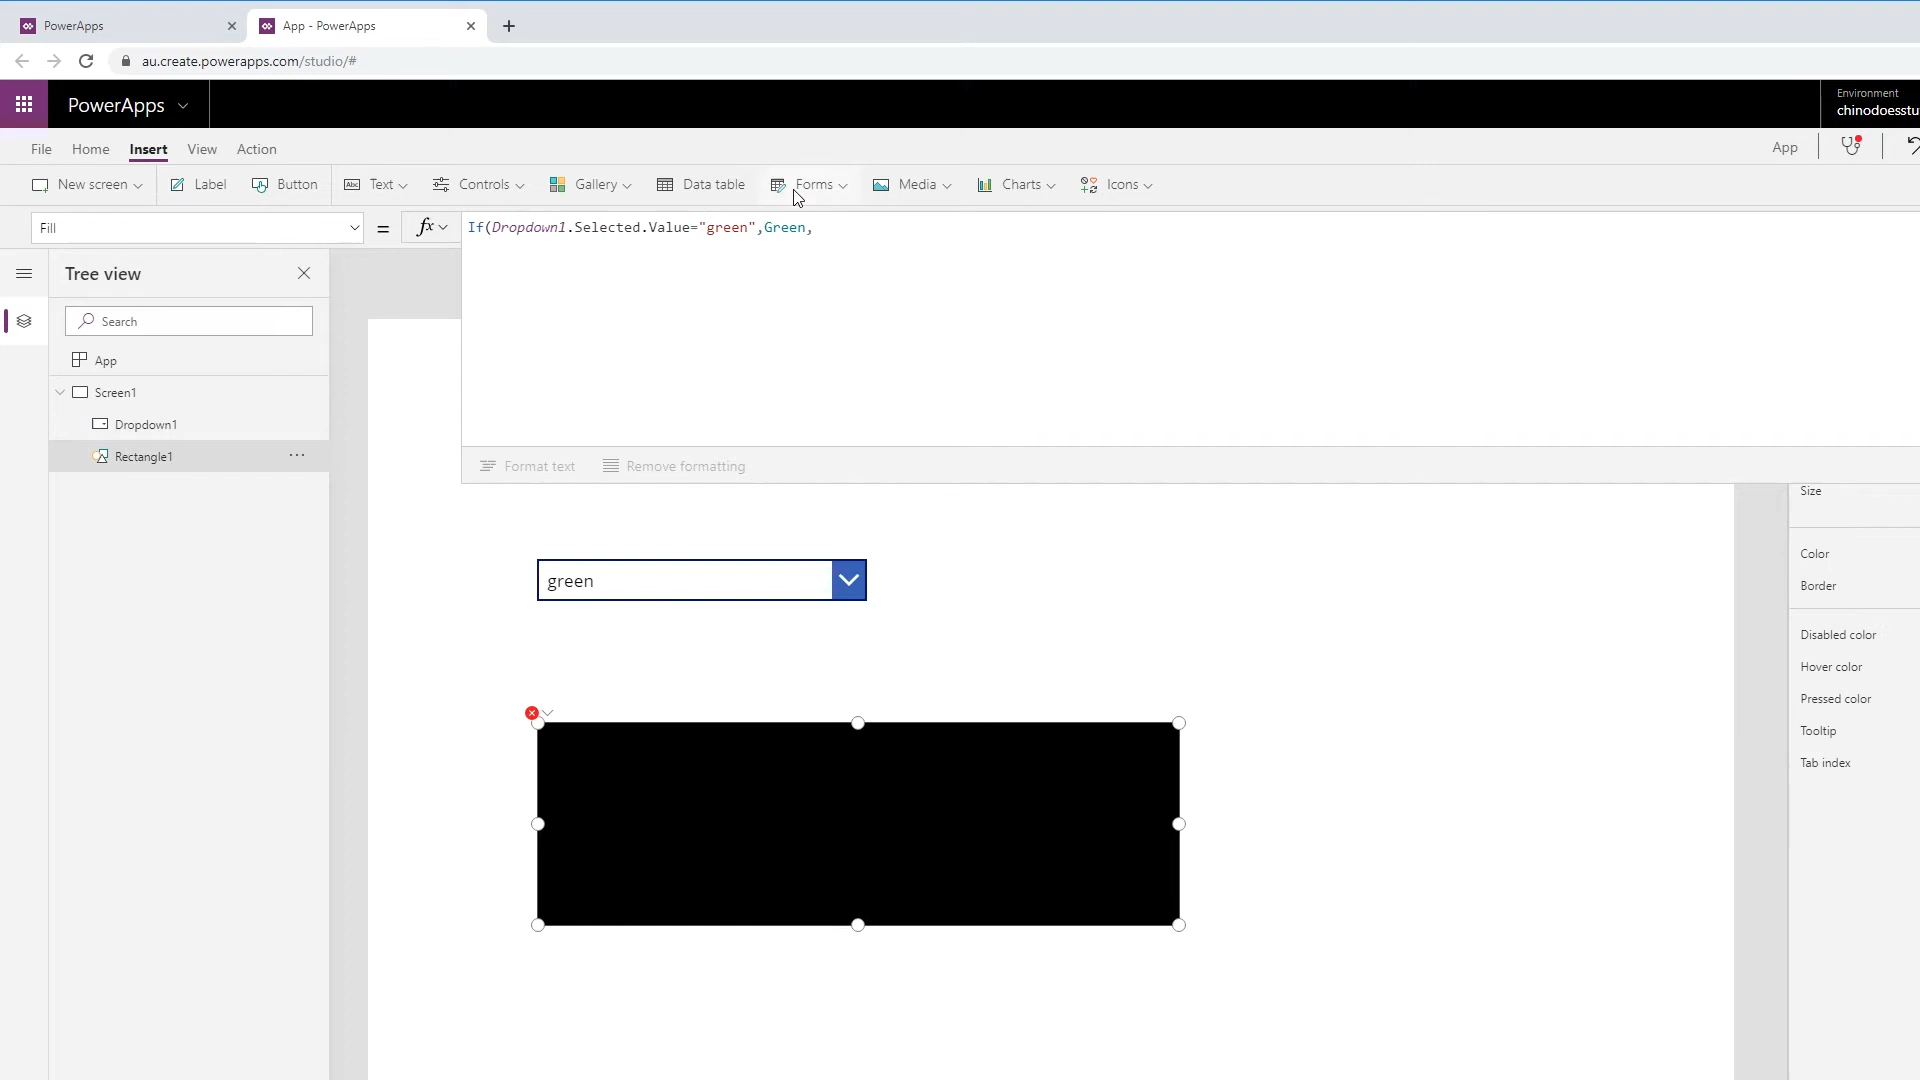 PowerApps
App - PowerApps
au.create.powerapps.com/studio/#
PowerApps
Environment
chinodoesstu
File Home Insert View Action App
New screen Label Button Text Controls Gallery Data table Forms Media Charts Icons
Fill = fx If(Dropdown1.Selected.Value="green",Green,
Tree view
Search
App
Screen1
Dropdown1
Rectangle1
Format text Remove formatting
Size
Color
Border
Disabled color
Hover color
Pressed color
Tooltip
Tab index
green